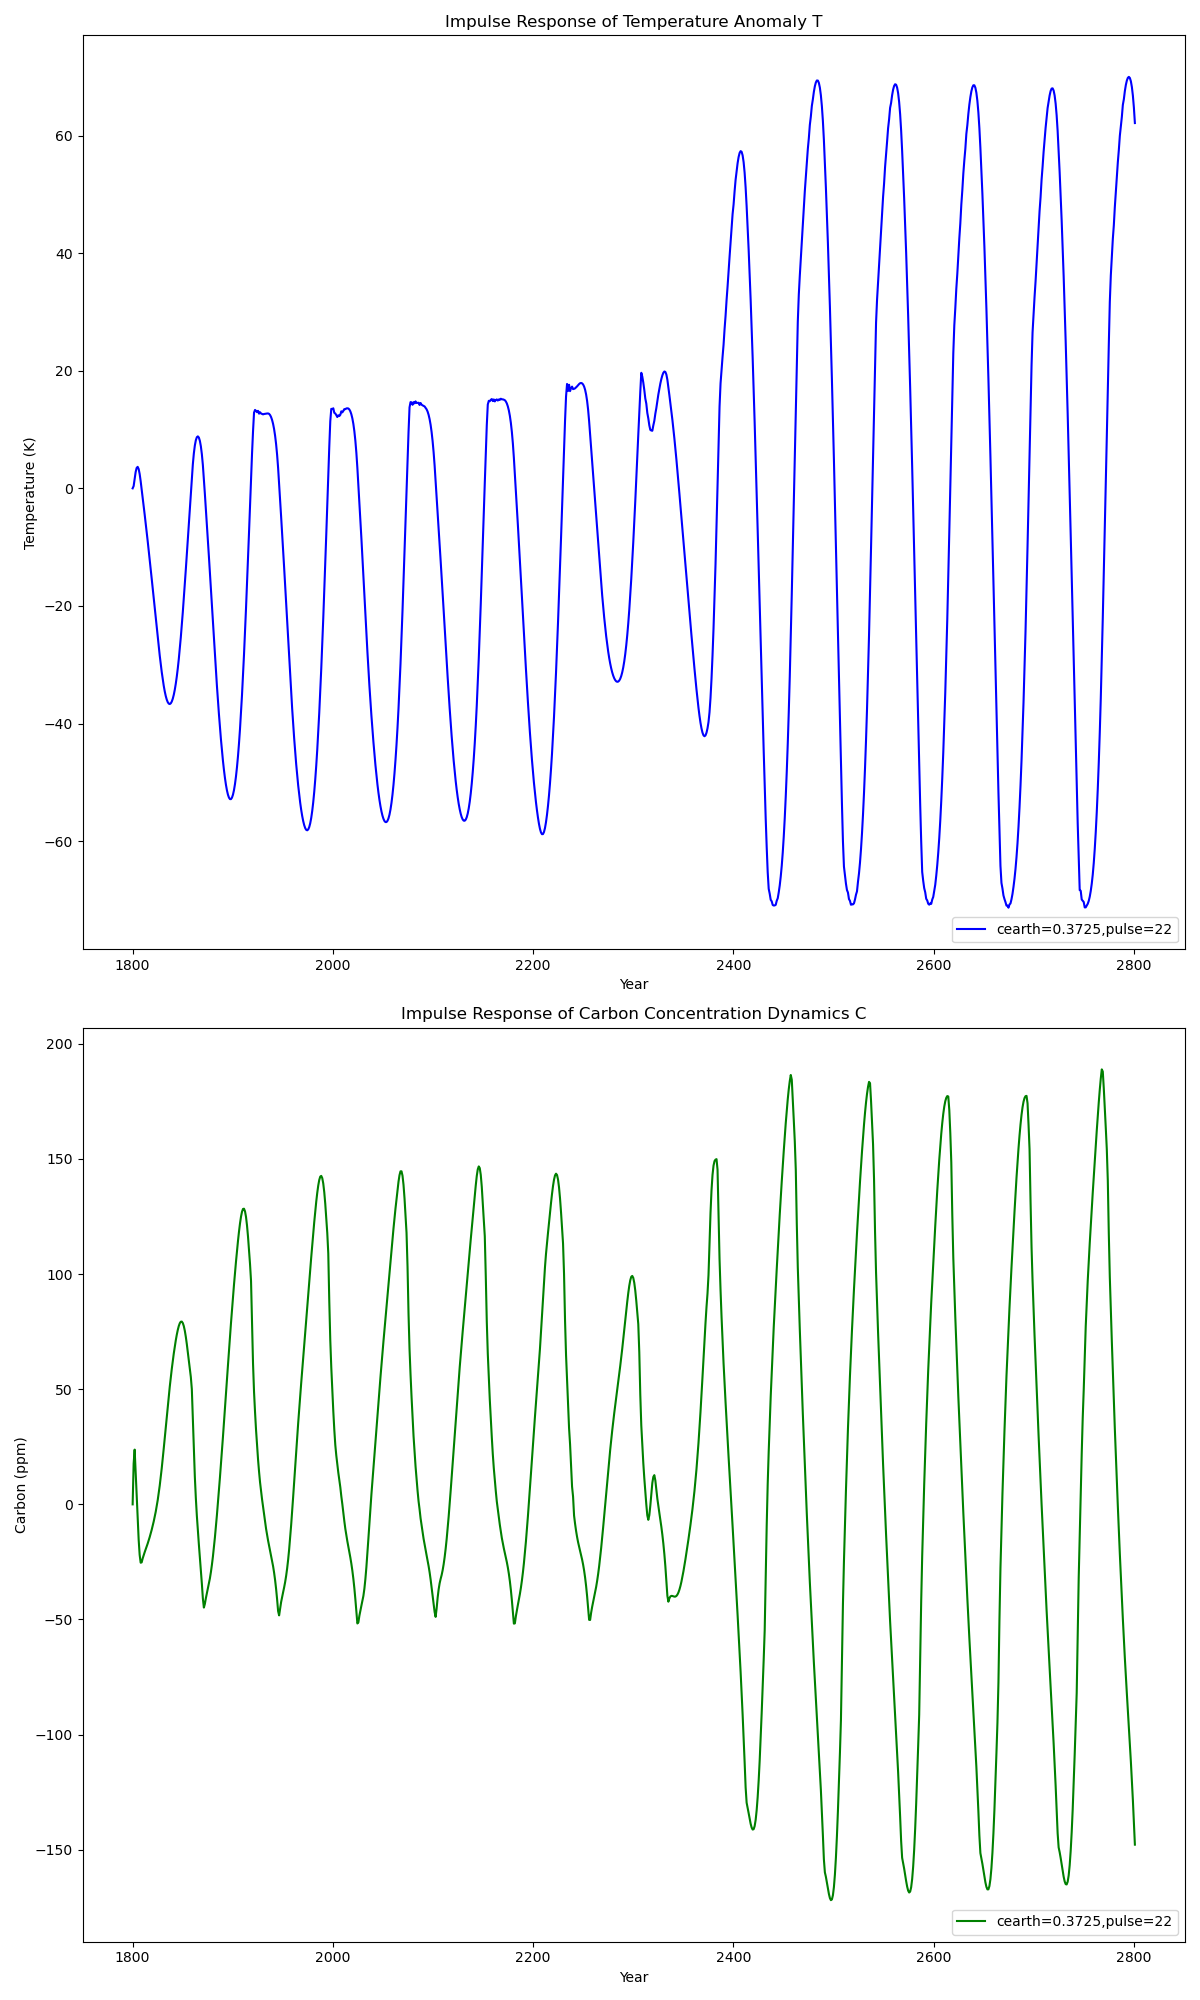 Impulse Response of Temperature Anomaly T
60
40
20
0
−20
−40
−60
Temperature (K)
cearth=0.3725,pulse=22
1800 2000 2200 2400 2600 2800
Year
Impulse Response of Carbon Concentration Dynamics C
200
150
100
50
0
−50
−100
−150
Carbon (ppm)
cearth=0.3725,pulse=22
1800 2000 2200 2400 2600 2800
Year